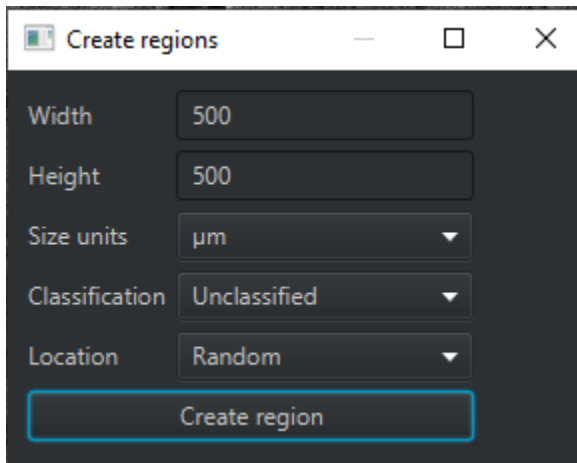 Create regions
Width 500
Height 500
Size units µm
Classification Unclassified
Location Random
Create region